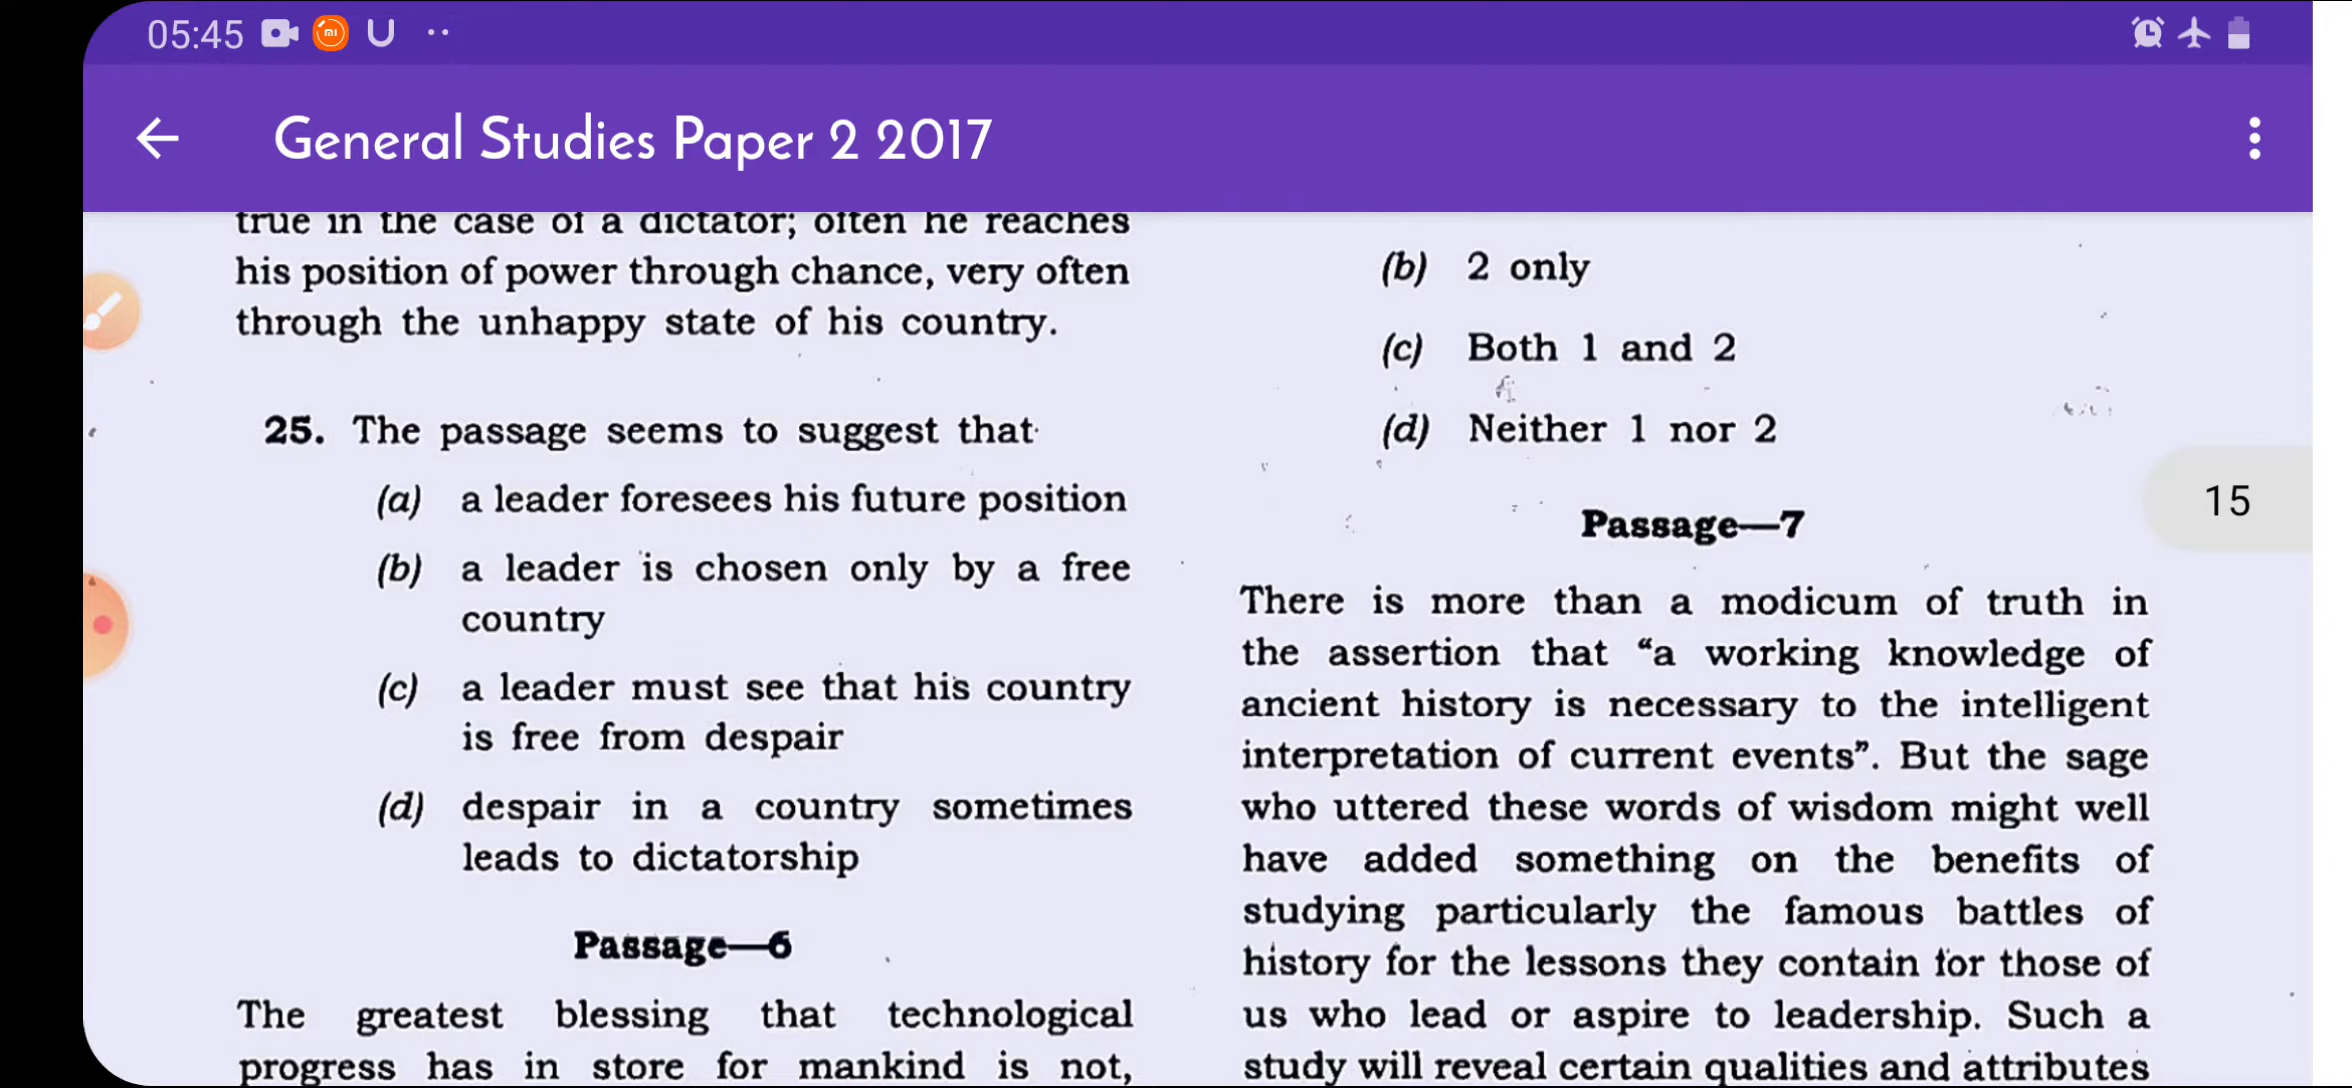 05:45
General Studies Paper 2 2017
true in the case of a dictator; often he reaches
his position of power through chance, very often
through the unhappy state of his country.
25. The passage seems to suggest that
(a) a leader foresees his future position
(b) a leader is chosen only by a free
country
(c) a leader must see that his country
is free from despair
(d) despair in a country sometimes
leads to dictatorship
Passage—6
The greatest blessing that technological
progress has in store for mankind is not,
(b) 2 only
(c) Both 1 and 2
(d) Neither 1 nor 2
15
Passage—7
There is more than a modicum of truth in
the assertion that “a working knowledge of
ancient history is necessary to the intelligent
interpretation of current events”. But the sage
who uttered these words of wisdom might well
have added something on the benefits of
studying particularly the famous battles of
history for the lessons they contain for those of
us who lead or aspire to leadership. Such a
study will reveal certain qualities and attributes